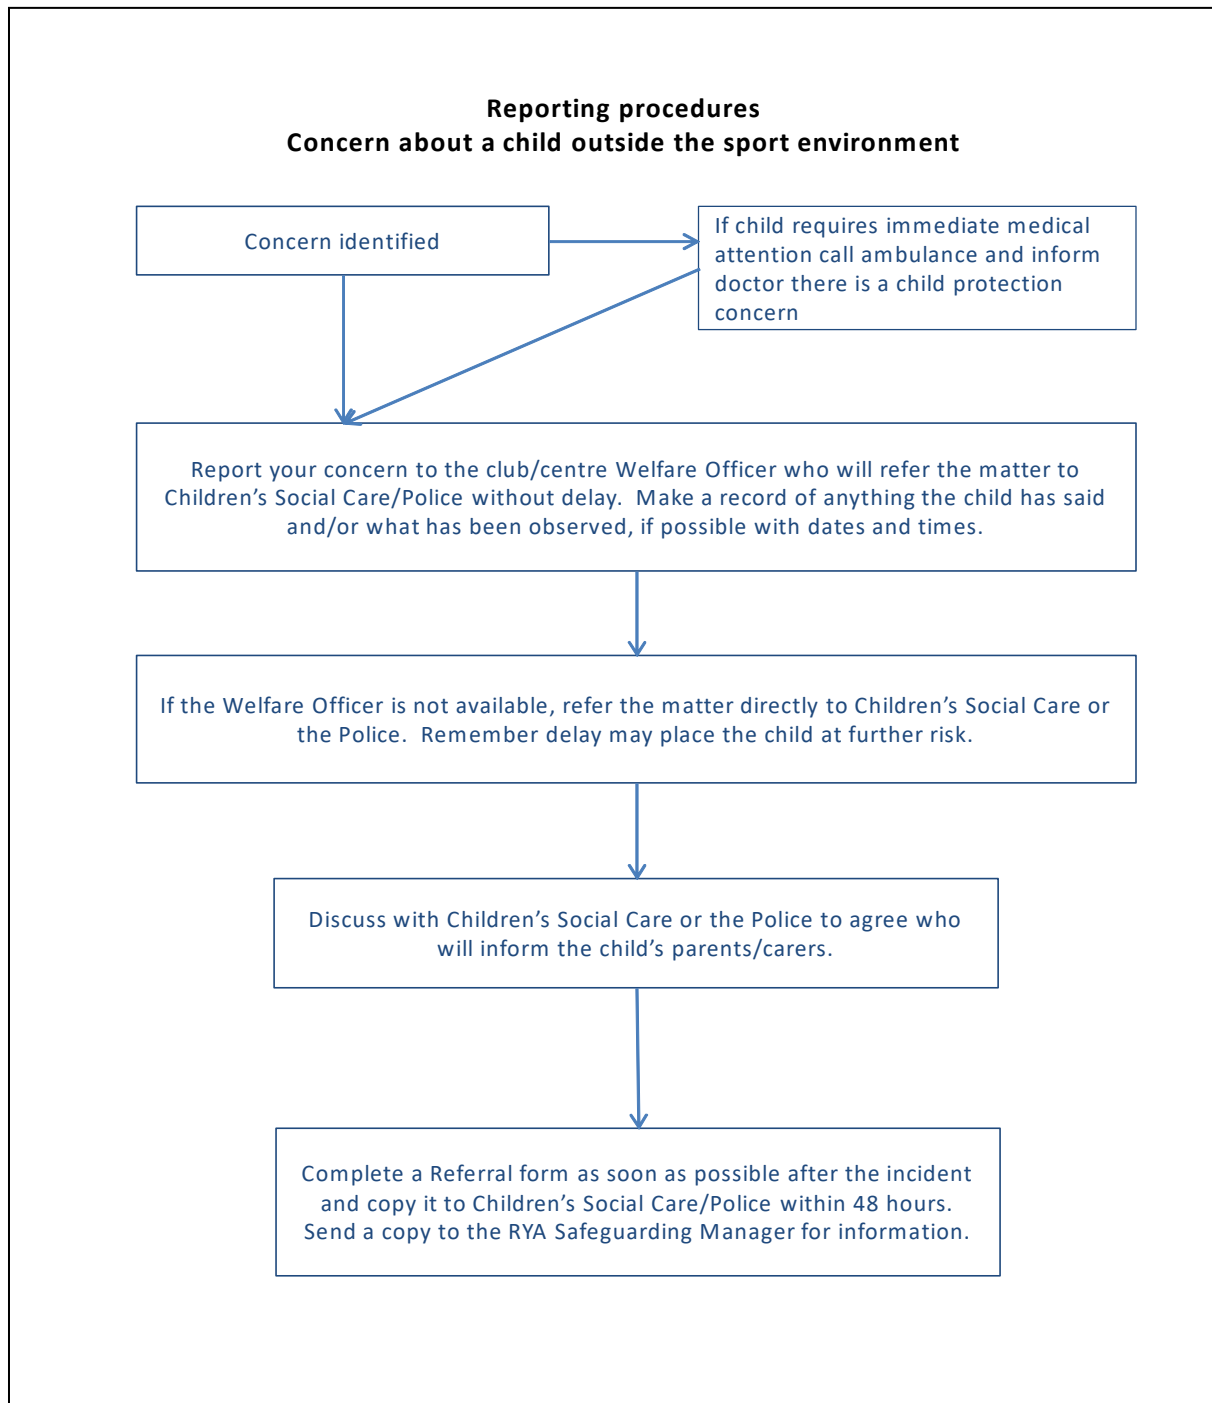 Reporting procedures
Concern about a child outside the sport environment
Concern identified
If child requires immediate medical
attention call ambulance and inform
doctor there is a child protection
concern
Report your concern to the club/centre Welfare Officer who will refer the matter to
Children’s Social Care/Police without delay.  Make a record of anything the child has said
and/or what has been observed, if possible with dates and times.
If the Welfare Officer is not available, refer the matter directly to Children’s Social Care or
the Police.  Remember delay may place the child at further risk.
Discuss with Children’s Social Care or the Police to agree who
will inform the child’s parents/carers.
Complete a Referral form as soon as possible after the incident
and copy it to Children’s Social Care/Police within 48 hours.
Send a copy to the RYA Safeguarding Manager for information.